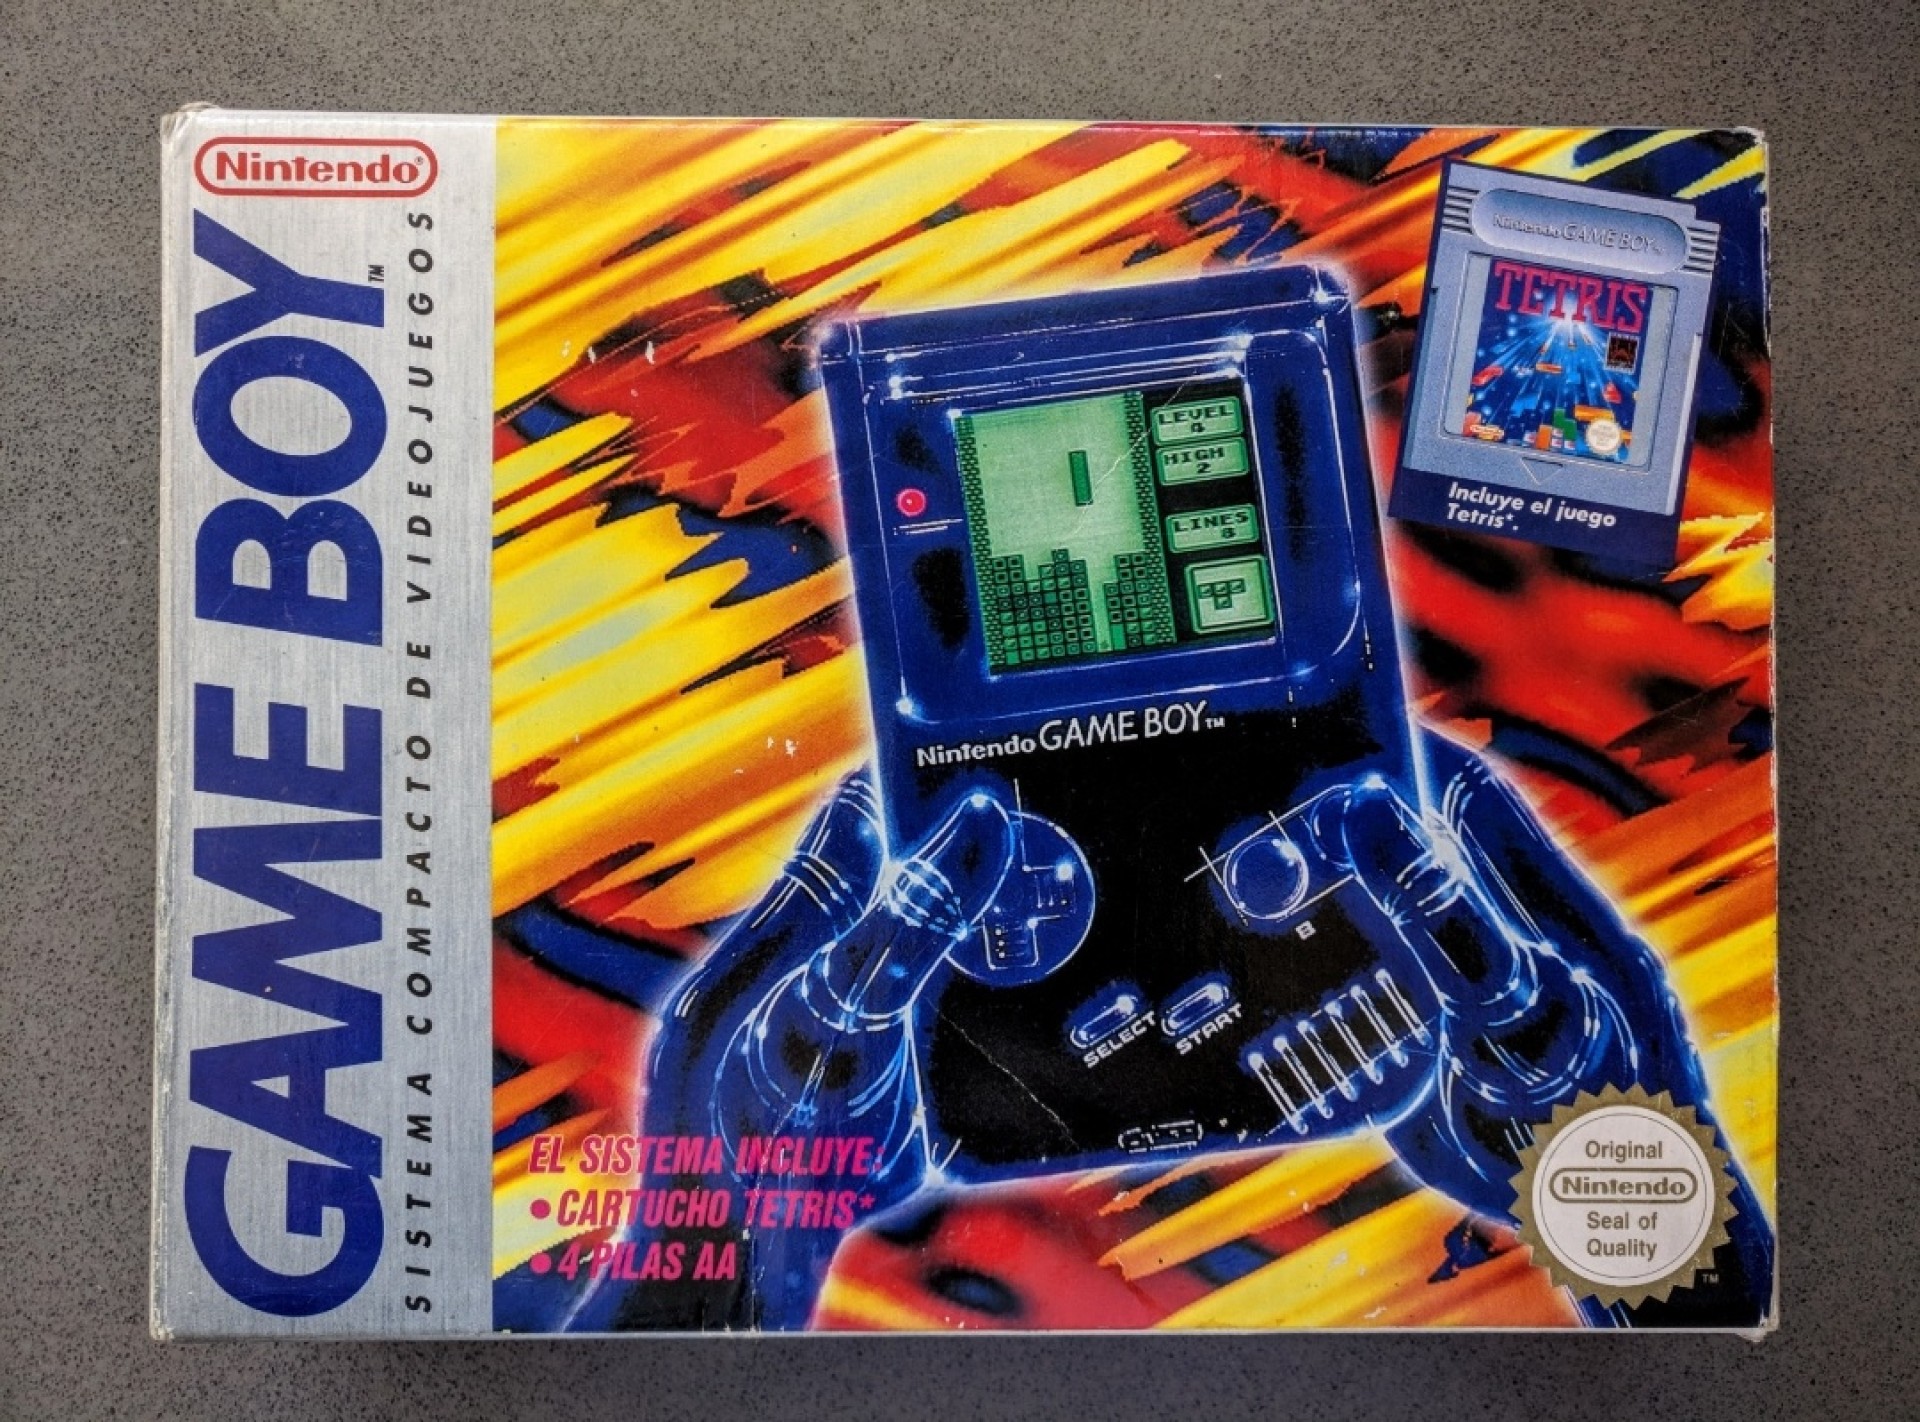 Nintendo®
GAME BOY™
SISTEMA COMPACTO DE VIDEOJUEGOS
Nintendo GAME BOY™
TETRIS
Incluye el juego
Tetris*.
LEVEL
4
HIGH
2
LINES
8
Nintendo GAME BOY™
B
SELECT
START
EL SISTEMA INCLUYE:
• CARTUCHO TETRIS*
• 4 PILAS AA
Original
Nintendo
Seal of
Quality
TM